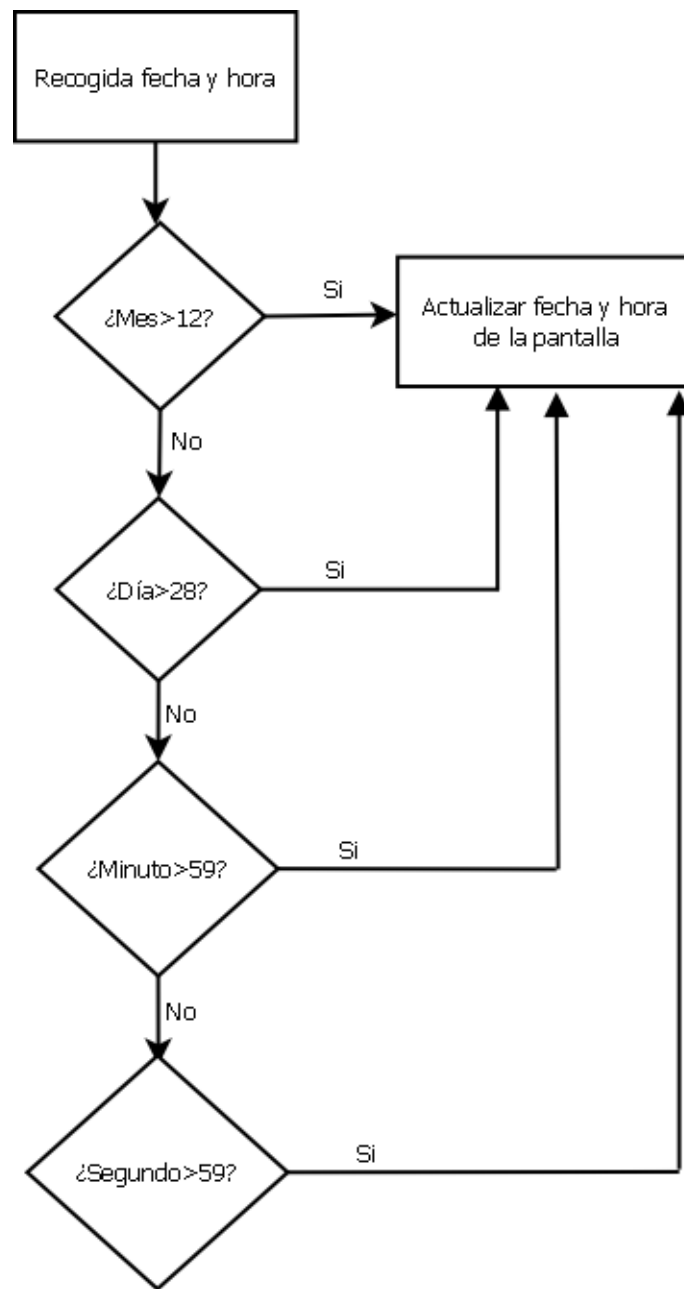 Recogida fecha y hora
¿Mes>12?
Si
Actualizar fecha y hora
de la pantalla
No
¿Día>28?
Si
No
¿Minuto>59?
Si
No
¿Segundo>59?
Si